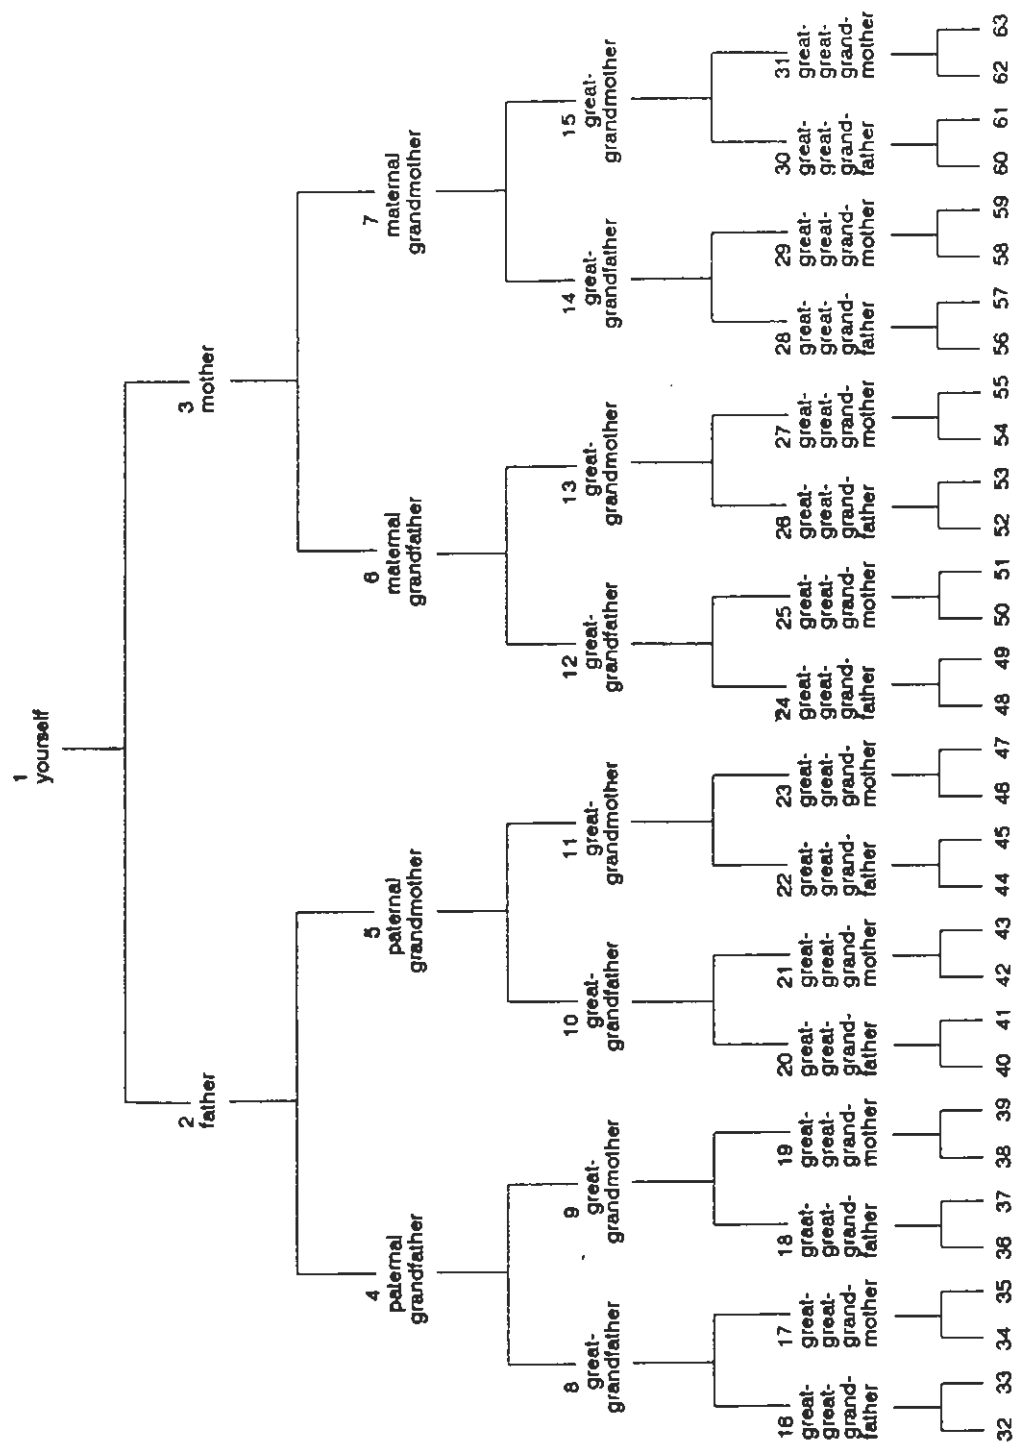 1
yourself
2
father
3
mother
4
paternal
grandfather
5
paternal
grandmother
6
maternal
grandfather
7
maternal
grandmother
8
great-
grandfather
9
great-
grandmother
10
great-
grandfather
11
great-
grandmother
12
great-
grandfather
13
great-
grandmother
14
great-
grandfather
15
great-
grandmother
16
great-
great-
grand-
father
17
great-
great-
grand-
mother
18
graat-
great-
grand-
father
19
great-
great-
grand-
mother
20
great-
great-
grand-
father
21
great-
great-
grand-
mother
22
great-
great-
grand-
father
23
great-
great-
grand-
mother
24
great-
great-
grand-
father
25
great-
great-
grand-
mother
26
great-
great-
grand-
father
27
great-
great-
grand-
mother
28
great-
great-
grand-
father
29
great-
great-
grand-
mother
30
great-
great-
grand-
father
31
great-
great-
grand-
mother
32 33 34 35 36 37 38 39 40 41 42 43 44 45 46 47 48 49 50 51 52 53 54 55 56 57 58 59 60 61 62 63